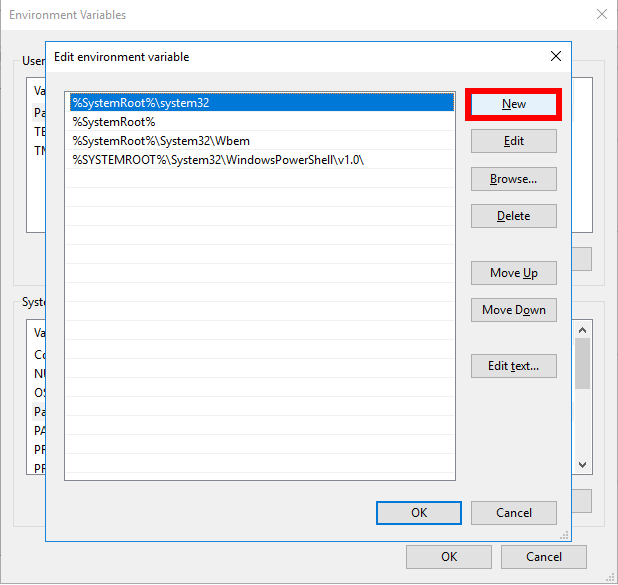 Environment Variables
Edit environment variable
User
Va
Pa
TE
TM
%SystemRoot%\system32
%SystemRoot%
%SystemRoot%\System32\Wbem
%SYSTEMROOT%\System32\WindowsPowerShell\v1.0\
New
Edit
Browse...
Delete
Move Up
Move Down
Edit text...
Syste
Va
Co
NU
OS
Pa
PA
PR
PR
OK
Cancel
OK
Cancel